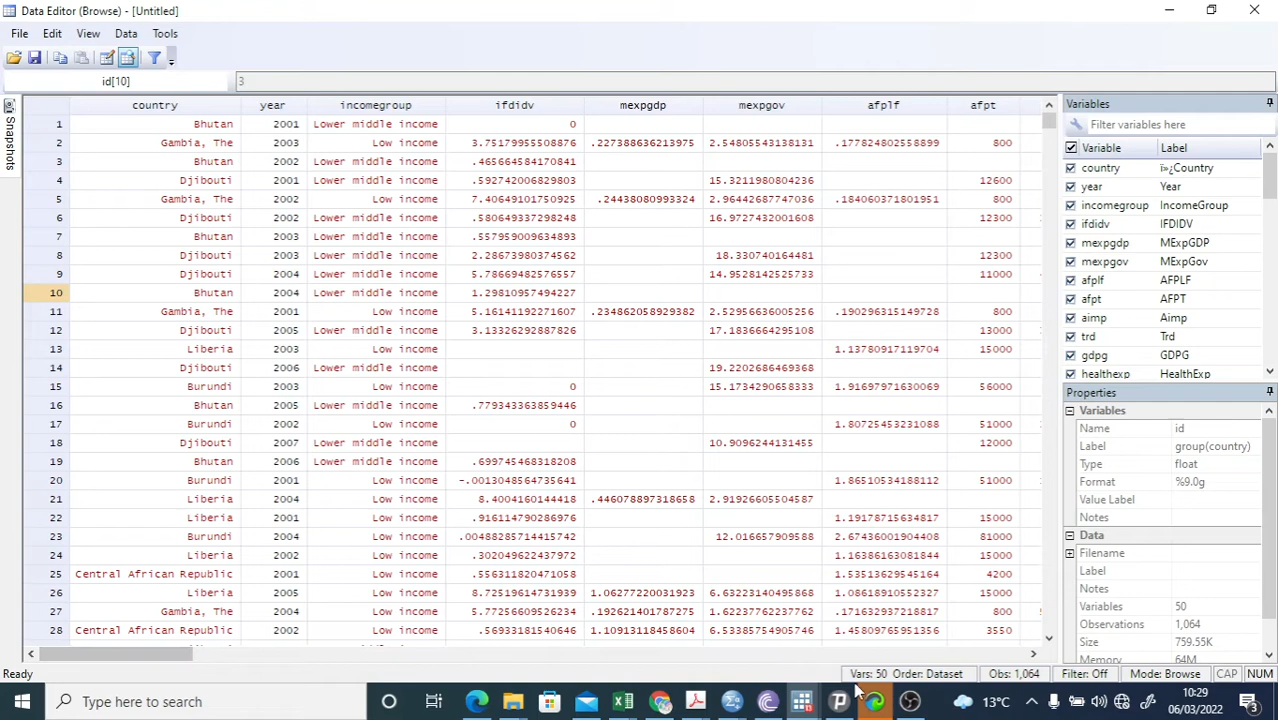 Data Editor (Browse) - [Untitled]
File Edit View Data Tools
id[10] 3
Snapshots
country year incomegroup ifdidv mexpgdp mexpgov afplf afpt
1 Bhutan 2001 Lower middle income 0
2 Gambia, The 2003 Low income 3.75179955508876 .227388636213975 2.54805543138131 .177824802558899 800
3 Bhutan 2002 Lower middle income .465664584170841
4 Djibouti 2001 Lower middle income .592742006829803 15.3211980804236 12600
5 Gambia, The 2002 Low income 7.40649101750925 .24438080993324 2.96442687747036 .184060371801951 800
6 Djibouti 2002 Lower middle income .580649337298248 16.9727432001608 12300
7 Bhutan 2003 Lower middle income .557959009634893
8 Djibouti 2003 Lower middle income 2.28673980374562 18.330740164481 12300
9 Djibouti 2004 Lower middle income 5.78669482576557 14.9528142525733 11000
10 Bhutan 2004 Lower middle income 1.29810957494227
11 Gambia, The 2001 Low income 5.16141192271607 .234862058929382 2.52956636005256 .190296315149728 800
12 Djibouti 2005 Lower middle income 3.13326292887826 17.1836664295108 13000
13 Liberia 2003 Low income 1.13780917119704 15000
14 Djibouti 2006 Lower middle income 19.2202686469368
15 Burundi 2003 Low income 0 15.1734290658333 1.91697971630069 56000
16 Bhutan 2005 Lower middle income .779343363859446
17 Burundi 2002 Low income 0 1.80725453231088 51000
18 Djibouti 2007 Lower middle income 10.9096244131455 12000
19 Bhutan 2006 Lower middle income .699745468318208
20 Burundi 2001 Low income -.0013048564735641 1.86510534188112 51000
21 Liberia 2004 Low income 8.4004160144418 .446078897318658 2.91926605504587
22 Liberia 2001 Low income .916114790286976 1.19178715634817 15000
23 Burundi 2004 Low income .00488285714415742 12.016657909588 2.67436001904408 81000
24 Liberia 2002 Low income .302049622437972 1.16386163081844 15000
25 Central African Republic 2001 Low income .556311820471058 1.53513629545164 4200
26 Liberia 2005 Low income 8.72519614731939 1.06277220031923 6.63223140495868 1.08618910552327 15000
27 Gambia, The 2004 Low income 5.77256609526234 .192621401787275 1.62237762237762 .171632937218817 800
28 Central African Republic 2002 Low income .56933181540646 1.10913118458604 6.53385754905746 1.45809765951356 3550
Variables
Filter variables here
Variable Label
country ï»¿Country
year Year
incomegroup IncomeGroup
ifdidv IFDIDV
mexpgdp MExpGDP
mexpgov MExpGov
afplf AFPLF
afpt AFPT
aimp Aimp
trd Trd
gdpg GDPG
healthexp HealthExp
Properties
Variables
Name id
Label group(country)
Type float
Format %9.0g
Value Label
Notes
Data
Filename
Label
Notes
Variables 50
Observations 1,064
Size 759.55K
Memory 64M
Ready Vars: 50 Order: Dataset Obs: 1,064 Filter: Off Mode: Browse CAP NUM
Type here to search 13°C 10:29
06/03/2022 3